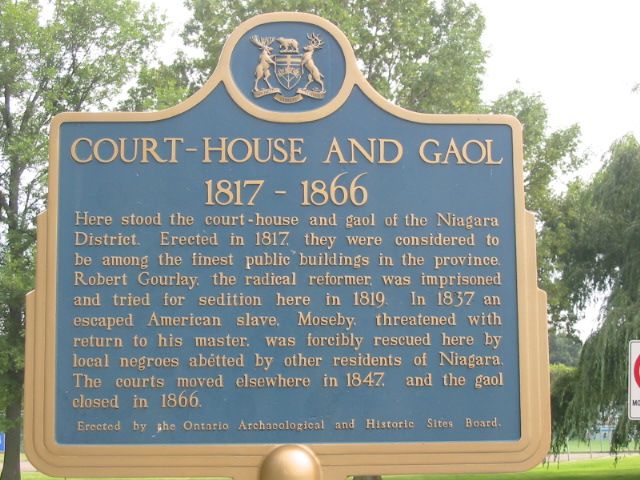 COURT-HOUSE AND GAOL
1817 - 1866
Here stood the court-house and gaol of the Niagara
District. Erected in 1817, they were considered to
be among the finest public buildings in the province.
Robert Gourlay, the radical reformer, was imprisoned
and tried for sedition here in 1819. In 1837 an
escaped American slave, Moseby, threatened with
return to his master, was forcibly rescued here by
local negroes abetted by other residents of Niagara.
The courts moved elsewhere in 1847, and the gaol
closed in 1866.
Erected by the Ontario Archaeological and Historic Sites Board.